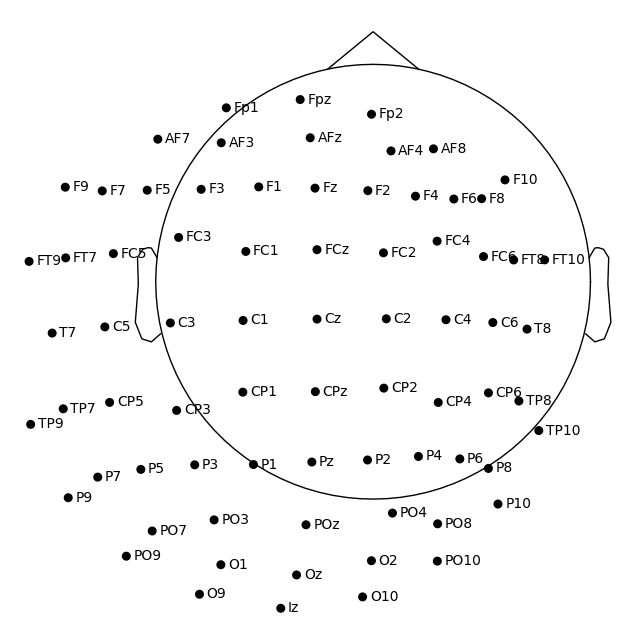 Fpz
Fp1
Fp2
AFz
AF7
AF3
AF8
AF4
F10
F9
F7
F5
F3
F1
Fz
F2
F4
F6
F8
FC3
FC4
FC5
FC1
FCz
FC2
FC6
FT9
FT7
FT8
FT10
T7
C5
C3
C1
Cz
C2
C4
C6
T8
CP1
CPz
CP2
CP6
TP8
CP5
CP4
TP7
CP3
TP9
TP10
P7
P5
P3
P1
Pz
P2
P4
P6
P8
P9
P10
PO3
POz
PO4
PO8
PO7
PO9
O1
O2
PO10
Oz
O9
O10
Iz